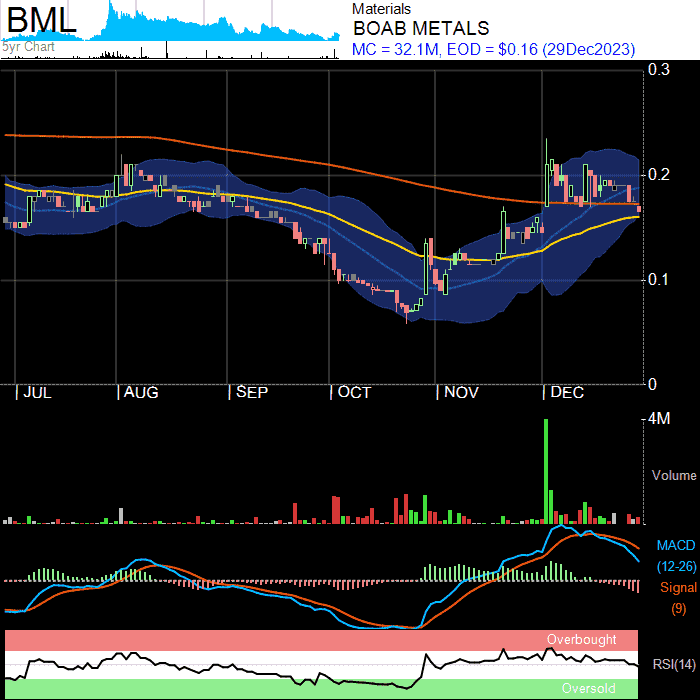 BML
5yr Chart
Materials
BOAB METALS
MC = 32.1M, EOD = $0.16 (29Dec2023)
0.3
0.2
0.1
0
JUL
AUG
SEP
OCT
NOV
DEC
4M
Volume
MACD
(12-26)
Signal
(9)
Overbought
RSI(14)
Oversold